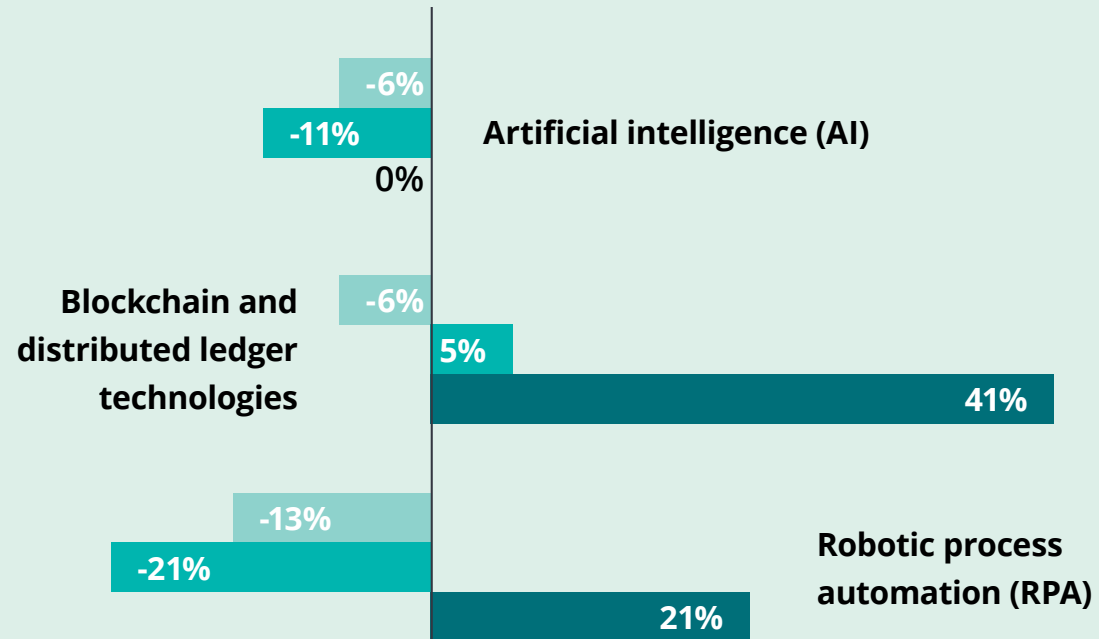 -6%
-11%
Artificial intelligence (AI)
0%
-6%
Blockchain and
distributed ledger
technologies
5%
41%
-13%
-21%
Robotic process
automation (RPA)
21%